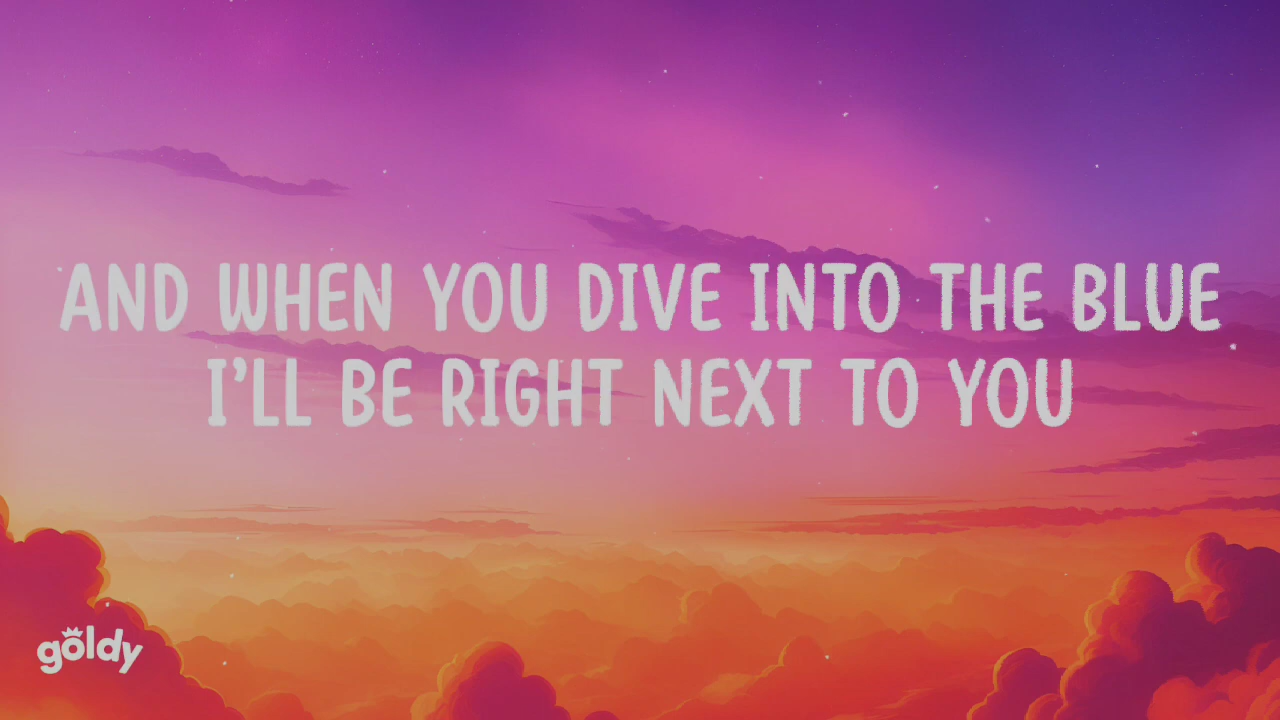 AND WHEN YOU DIVE INTO THE BLUE
I'LL BE RIGHT NEXT TO YOU
goldy